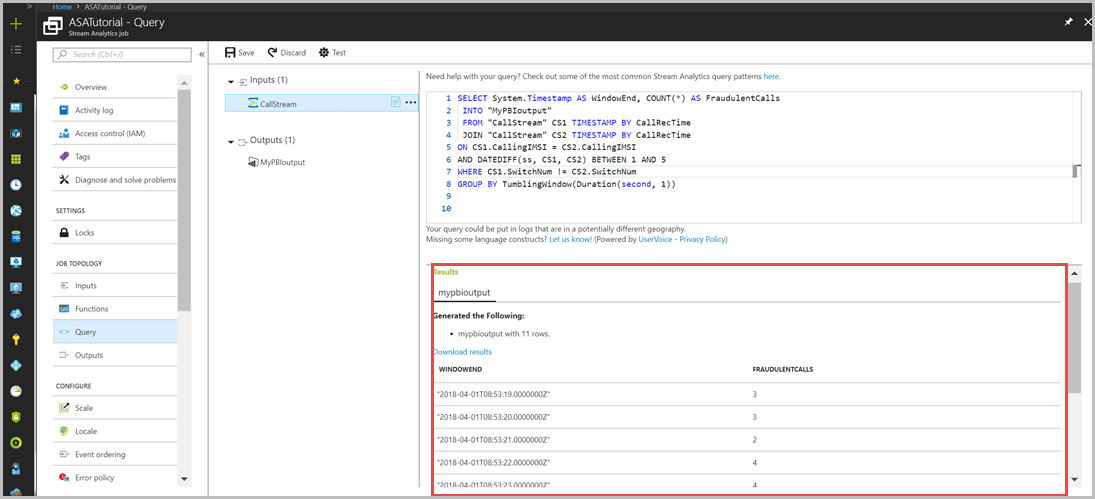 Home > ASATutorial - Query
ASATutorial - Query
Stream Analytics job
Search (Ctrl+/)
Overview
Activity log
Access control (IAM)
Tags
Diagnose and solve problems
SETTINGS
Locks
JOB TOPOLOGY
Inputs
Functions
Query
Outputs
CONFIGURE
Scale
Locale
Event ordering
Error policy
Save Discard Test
Inputs (1)
CallStream
Outputs (1)
MyPBIoutput
Need help with your query? Check out some of the most common Stream Analytics query patterns here.
1 SELECT System.Timestamp AS WindowEnd, COUNT(*) AS FraudulentCalls
2 INTO "MyPBIoutput"
3 FROM "CallStream" CS1 TIMESTAMP BY CallRecTime
4 JOIN "CallStream" CS2 TIMESTAMP BY CallRecTime
5 ON CS1.CallingIMSI = CS2.CallingIMSI
6 AND DATEDIFF(ss, CS1, CS2) BETWEEN 1 AND 5
7 WHERE CS1.SwitchNum != CS2.SwitchNum
8 GROUP BY TumblingWindow(Duration(second, 1))
9
10
Your query could be put in logs that are in a potentially different geography.
Missing some language constructs? Let us know! (Powered by UserVoice - Privacy Policy)
Results
mypbioutput
Generated the Following:
• mypbioutput with 11 rows.
Download results
WINDOWEND FRAUDULENTCALLS
"2018-04-01T08:53:19.0000000Z" 3
"2018-04-01T08:53:20.0000000Z" 3
"2018-04-01T08:53:21.0000000Z" 2
"2018-04-01T08:53:22.0000000Z" 4
"2018-04-01T08:53:23.0000000Z" 4